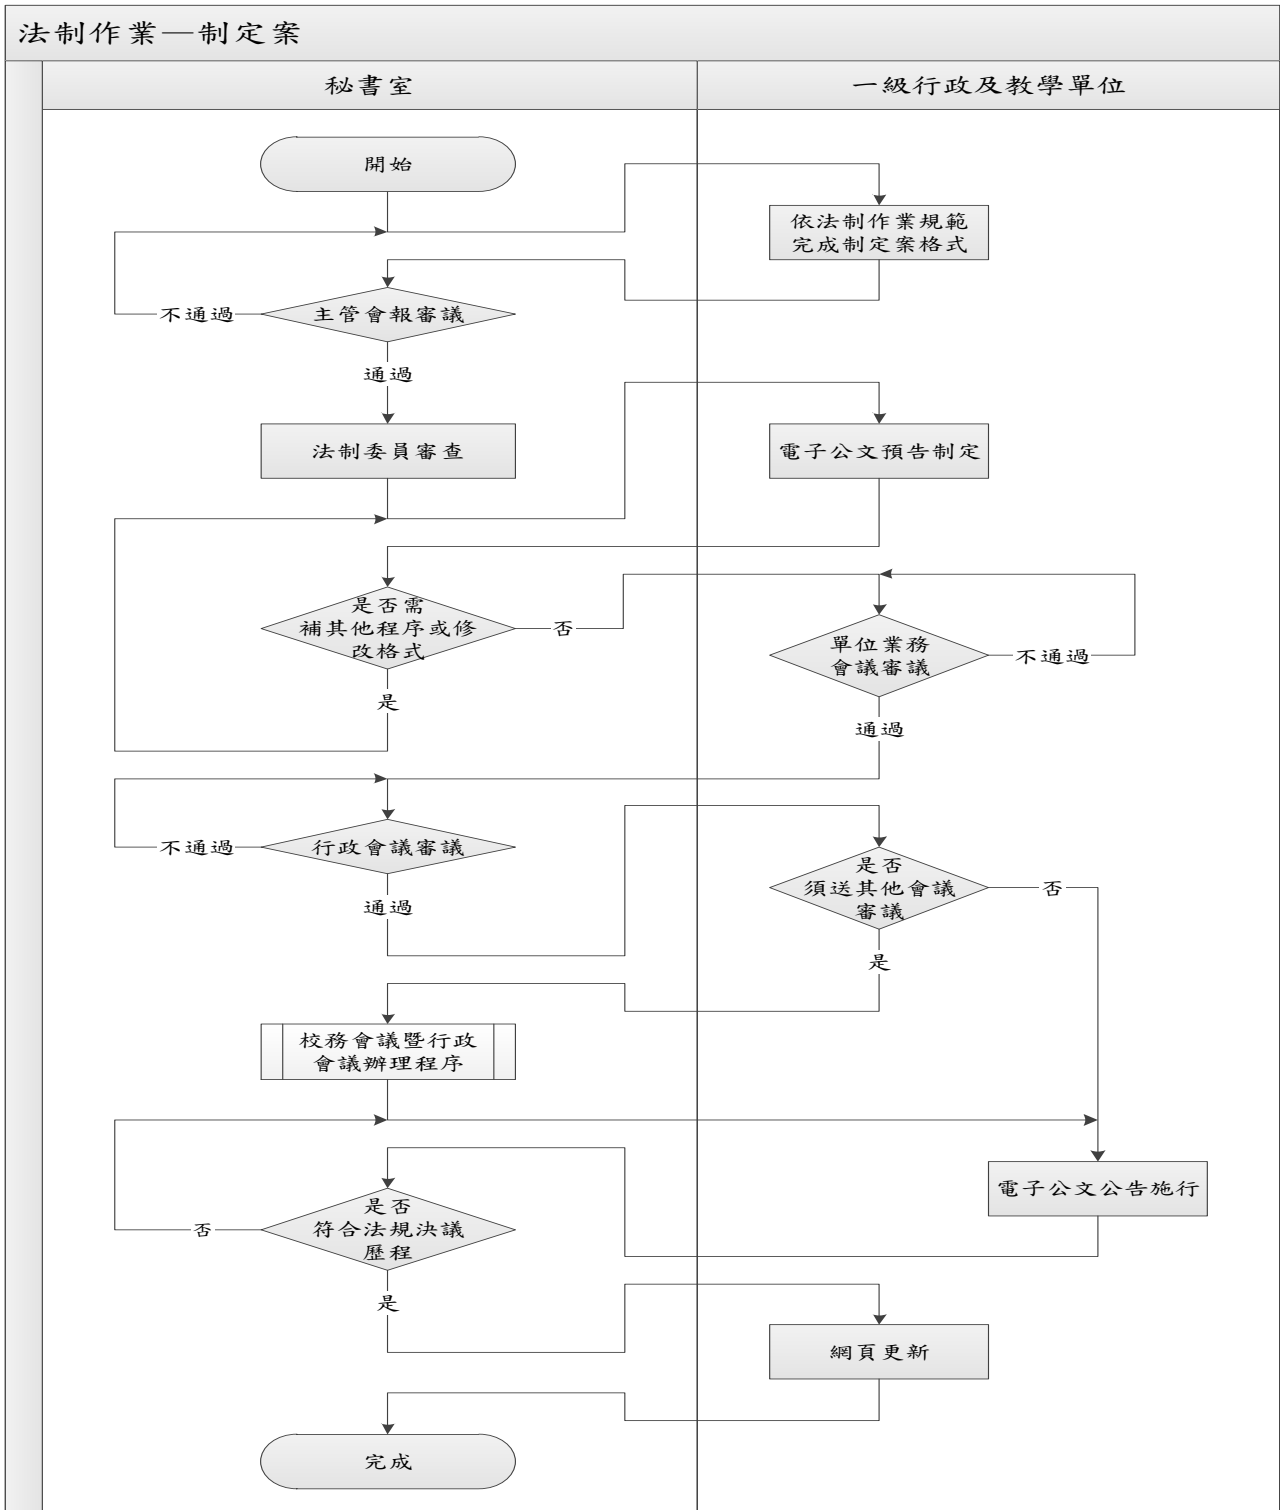 法制作業—制定案
秘書室
一級行政及教學單位
開始
依法制作業規範
完成制定案格式
不通過
主管會報審議
通過
法制委員審查
電子公文預告制定
是否需
補其他程序或修
改格式
否
單位業務
會議審議
不通過
是
通過
不通過
行政會議審議
是否
須送其他會議
審議
否
通過
是
校務會議暨行政
會議辦理程序
電子公文公告施行
否
是否
符合法規決議
歷程
是
網頁更新
完成